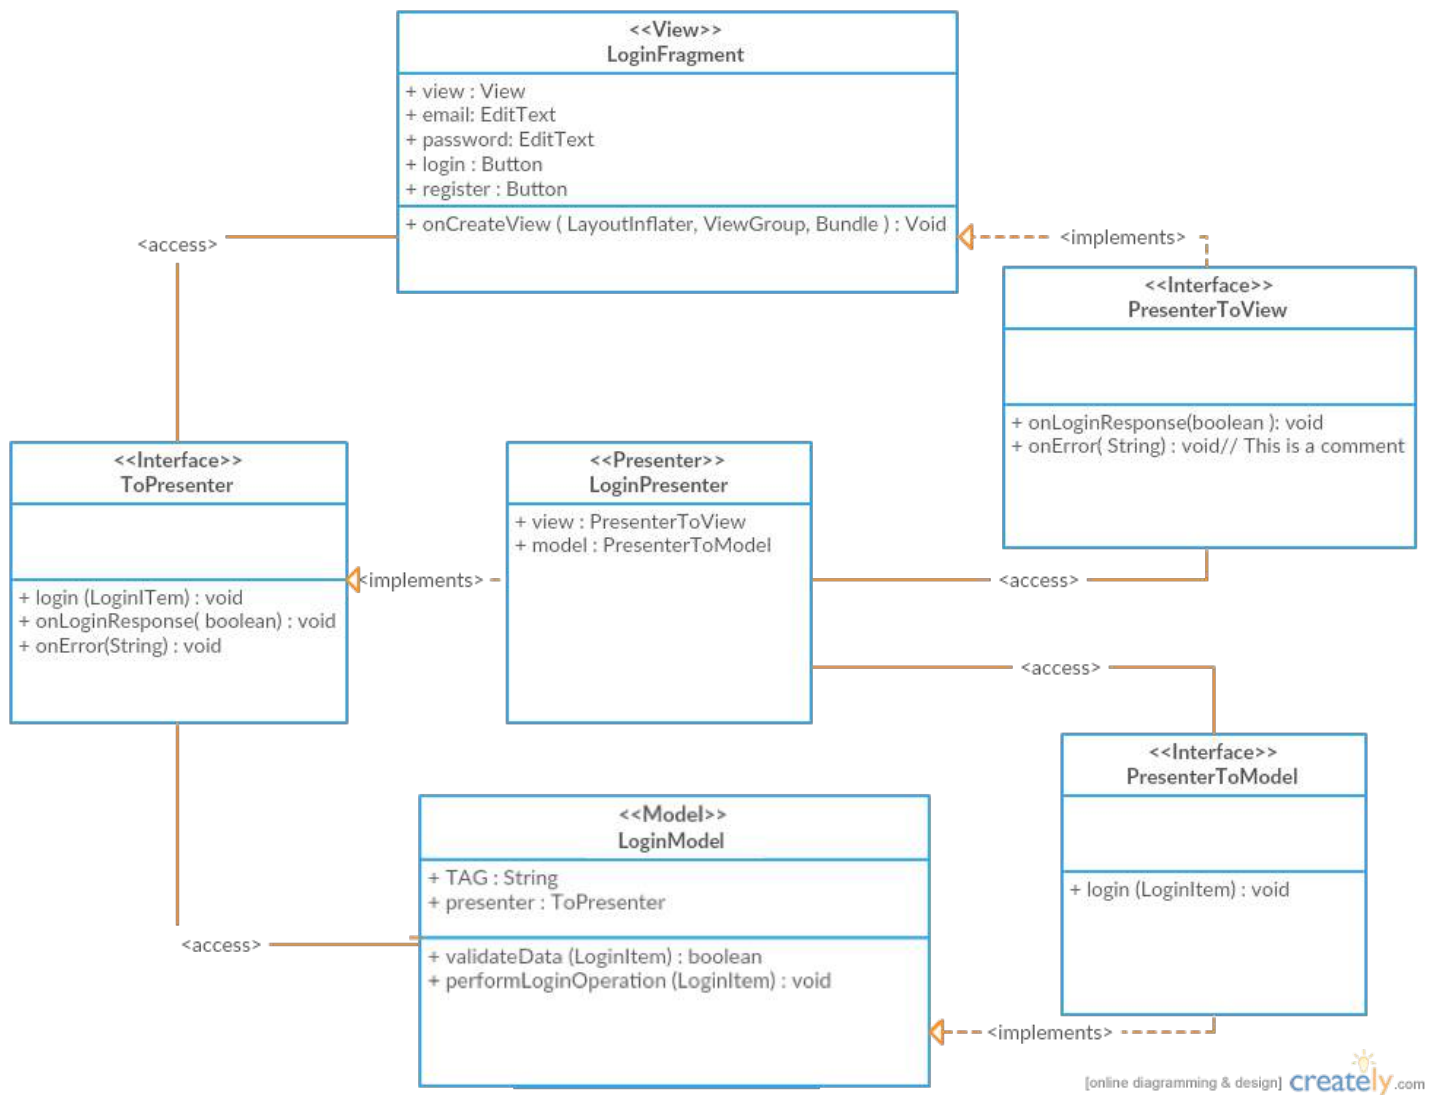 <<View>>
LoginFragment
+ view : View
+ email: EditText
+ password: EditText
+ login : Button
+ register : Button
+ onCreateView ( LayoutInflater, ViewGroup, Bundle ) : Void
<access>
<implements>
<<Interface>>
PresenterToView
+ onLoginResponse(boolean ): void
+ onError( String) : void// This is a comment
<<Interface>>
ToPresenter
+ login (LoginITem) : void
+ onLoginResponse( boolean) : void
+ onError(String) : void
<implements>
<<Presenter>>
LoginPresenter
+ view : PresenterToView
+ model : PresenterToModel
<access>
<access>
<<Interface>>
PresenterToModel
+ login (LoginItem) : void
<<Model>>
LoginModel
+ TAG : String
+ presenter : ToPresenter
+ validateData (LoginItem) : boolean
+ performLoginOperation (LoginItem) : void
<access>
<implements>
[online diagramming & design] creately.com